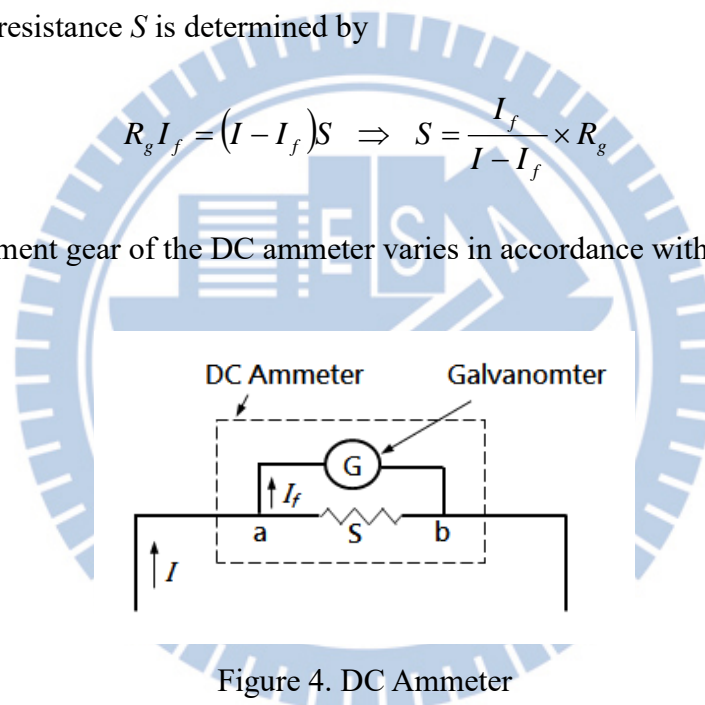 resistance S is determined by
R_g I_f = (I − I_f)S ⇒ S = I_f / (I − I_f) × R_g
ment gear of the DC ammeter varies in accordance with
ESA
DC Ammeter Galvanomter
G
I_f
a S b
I
Figure 4. DC Ammeter